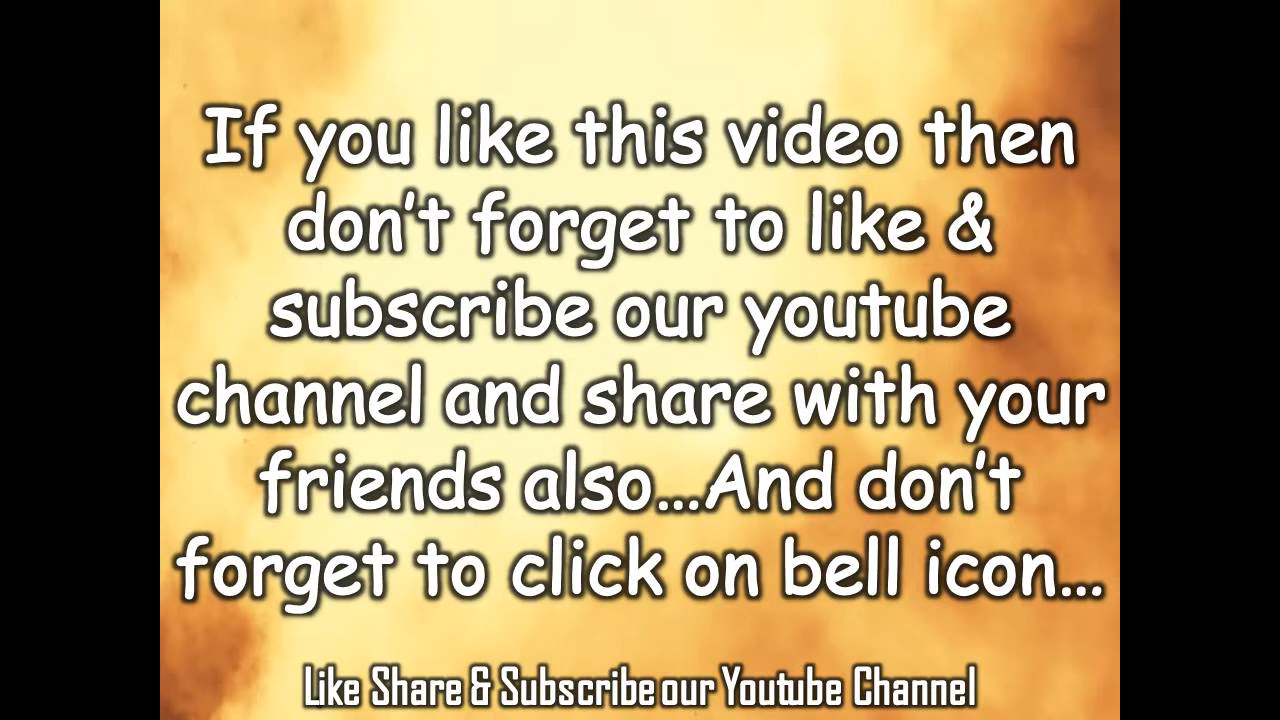 If you like this video then
don’t forget to like &
subscribe our youtube
channel and share with your
friends also…And don’t
forget to click on bell icon…
Like Share & Subscribe our Youtube Channel